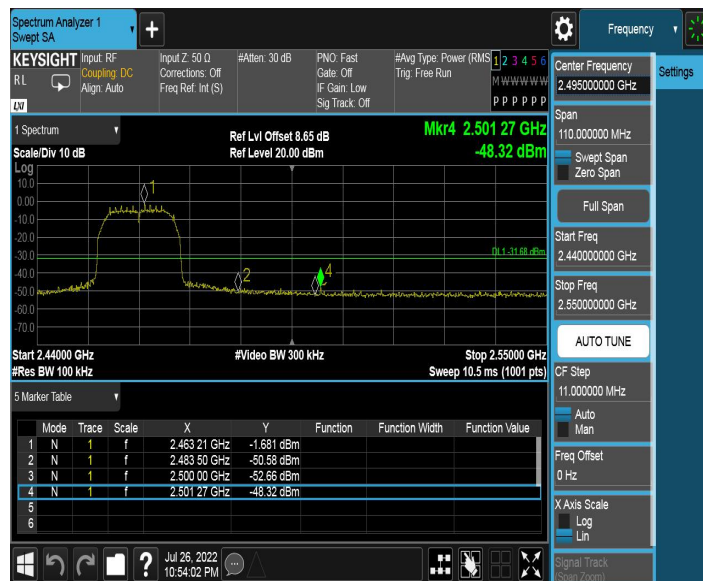 Spectrum Analyzer 1
Swept SA
Frequency
KEYSIGHT
RL
LXI
Input: RF
Coupling: DC
Align: Auto
Input Z: 50 Ω
Corrections: Off
Freq Ref: Int (S)
#Atten: 30 dB
PNO: Fast
Gate: Off
IF Gain: Low
Sig Track: Off
#Avg Type: Power (RMS
Trig: Free Run
1 2 3 4 5 6
M W W W W W
P P P P P P
Center Frequency
2.495000000 GHz
Settings
Span
110.000000 MHz
Swept Span
Zero Span
Full Span
Start Freq
2.440000000 GHz
Stop Freq
2.550000000 GHz
AUTO TUNE
CF Step
11.000000 MHz
Auto
Man
Freq Offset
0 Hz
X Axis Scale
Log
Lin
Signal Track
(Span Zoom)
1 Spectrum
Scale/Div 10 dB
Ref Lvl Offset 8.65 dB
Ref Level 20.00 dBm
Mkr4 2.501 27 GHz
-48.32 dBm
Log
10.0
0.00
-10.0
-20.0
-30.0
-40.0
-50.0
-60.0
-70.0
1
2
4
DL1 -31.68 dBm
Start 2.44000 GHz
#Video BW 300 kHz
Stop 2.55000 GHz
#Res BW 100 kHz
Sweep 10.5 ms (1001 pts)
5 Marker Table
Mode Trace Scale X Y Function Function Width Function Value
1 N 1 f 2.463 21 GHz -1.681 dBm
2 N 1 f 2.483 50 GHz -50.58 dBm
3 N 1 f 2.500 00 GHz -52.66 dBm
4 N 1 f 2.501 27 GHz -48.32 dBm
5
6
?
Jul 26, 2022
10:54:02 PM